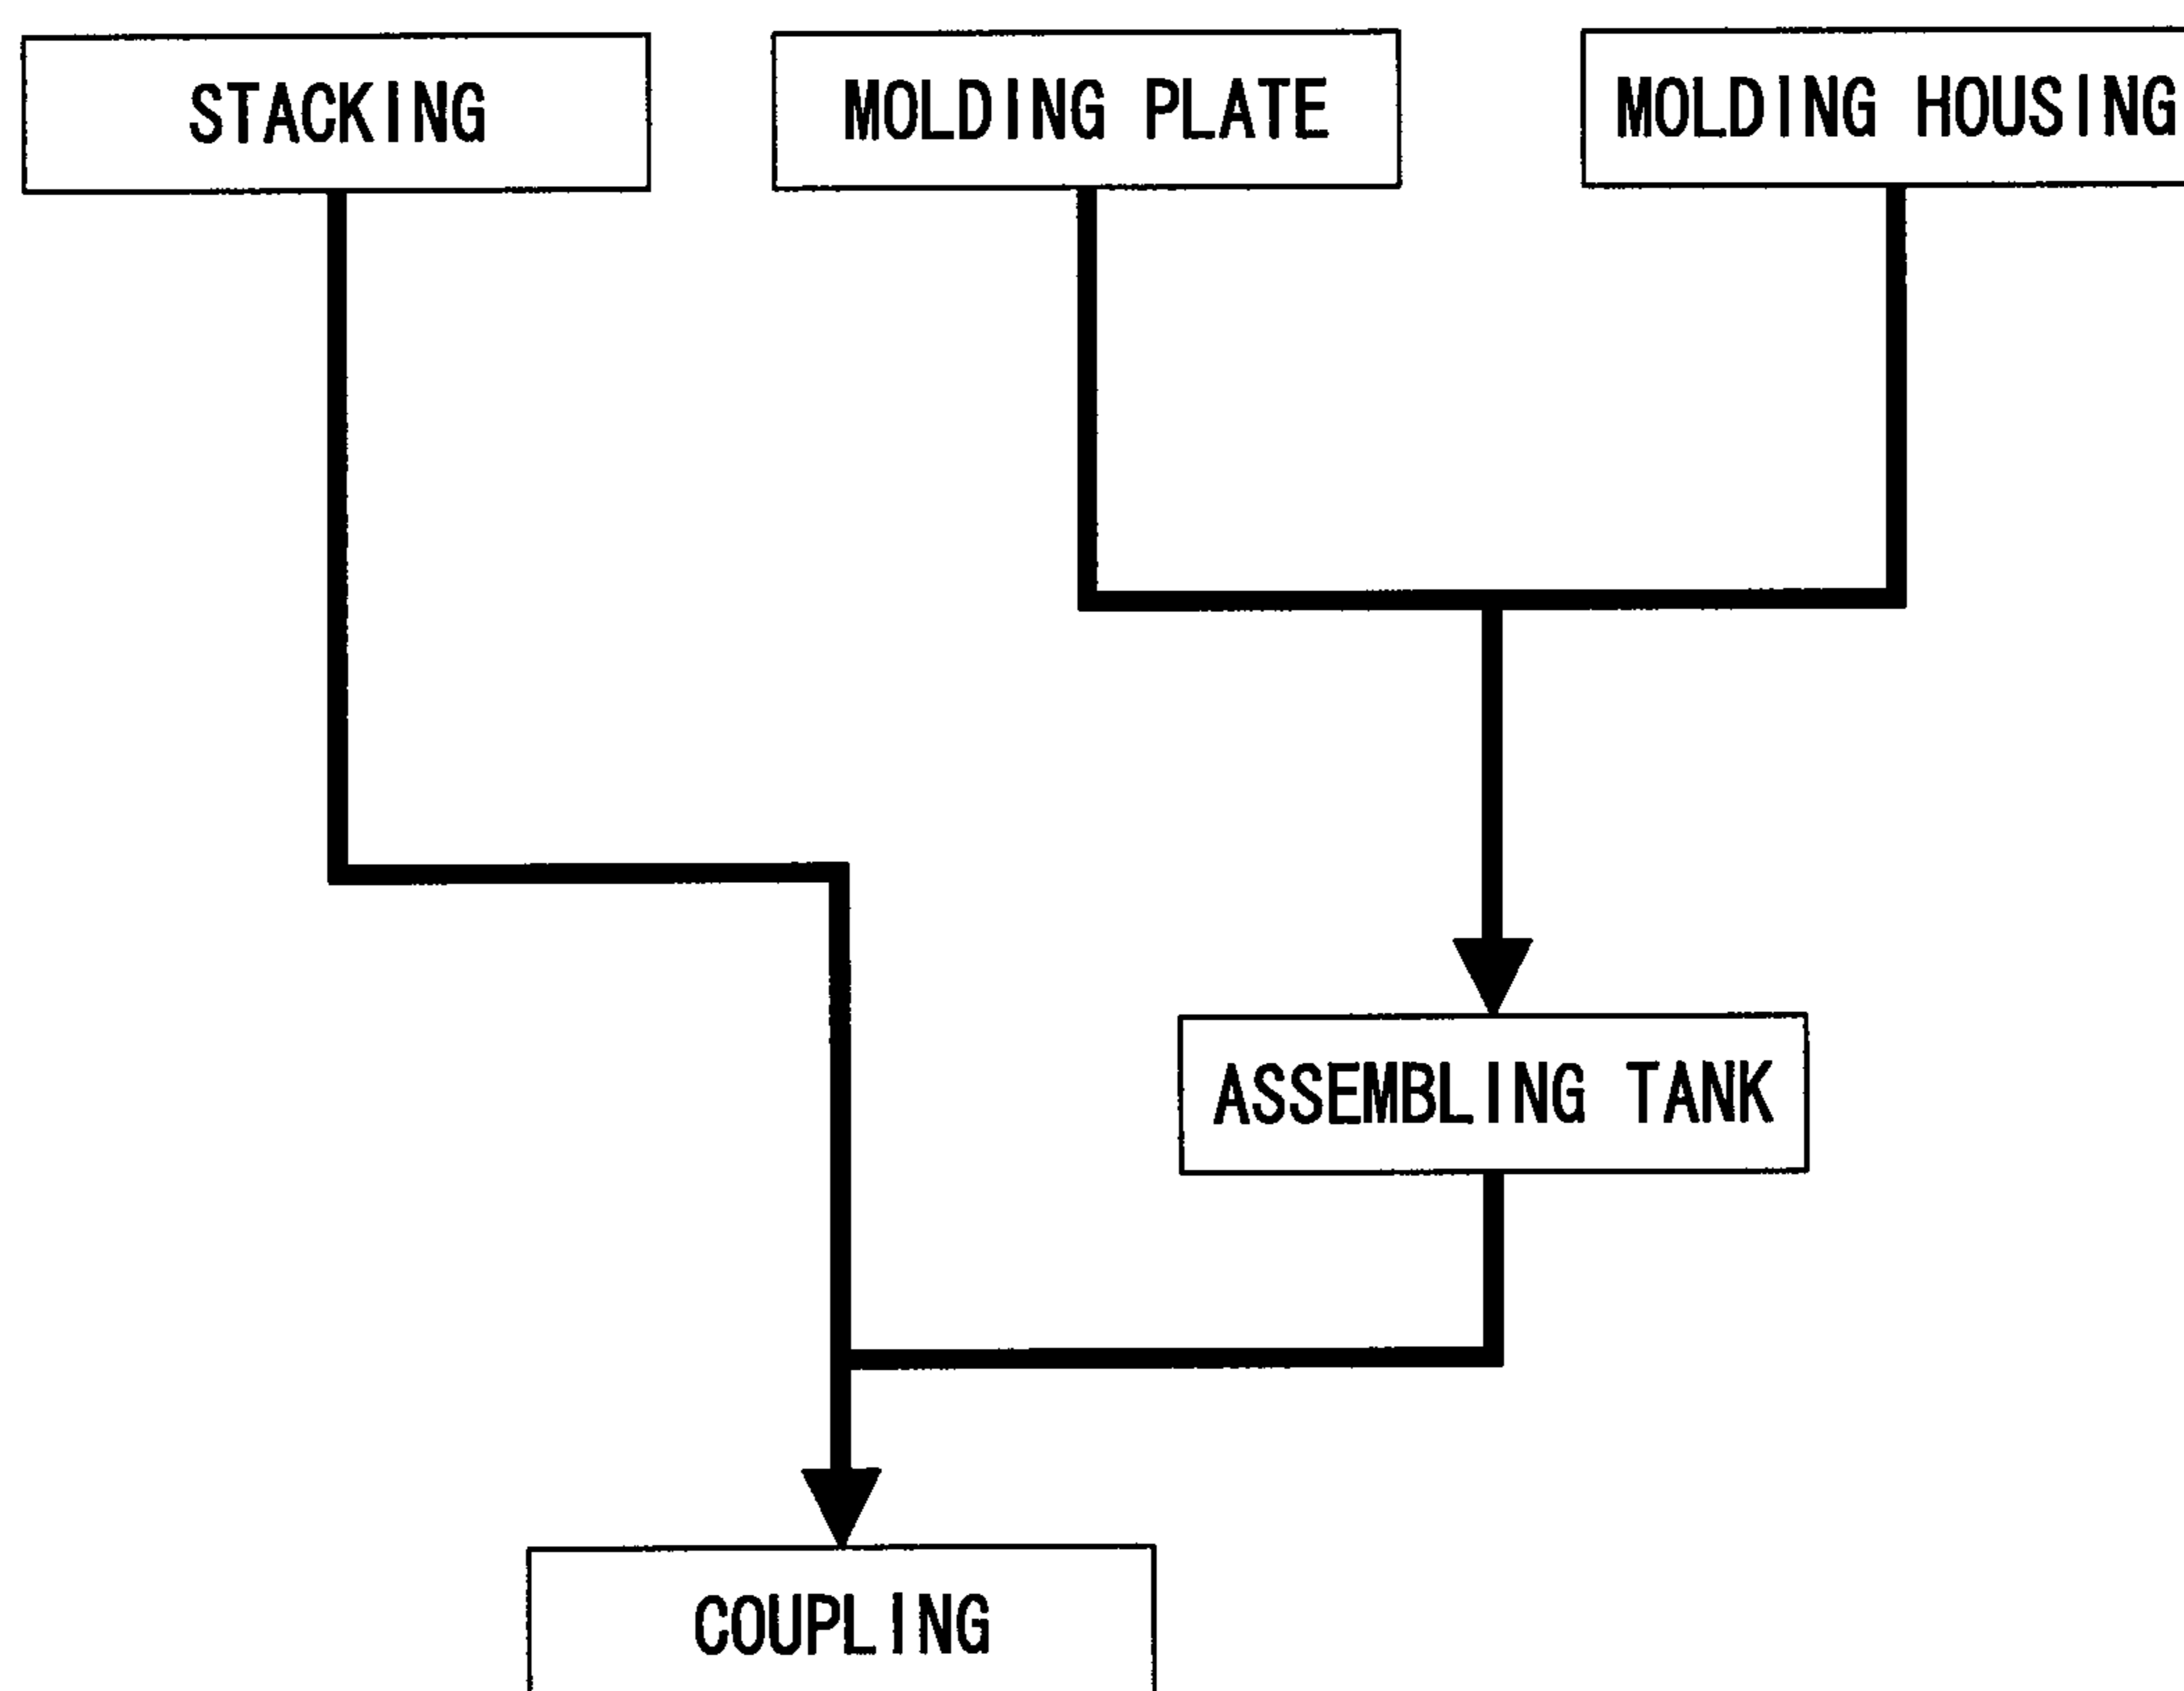 STACKING
MOLDING PLATE
MOLDING HOUSING
ASSEMBLING TANK
COUPLING